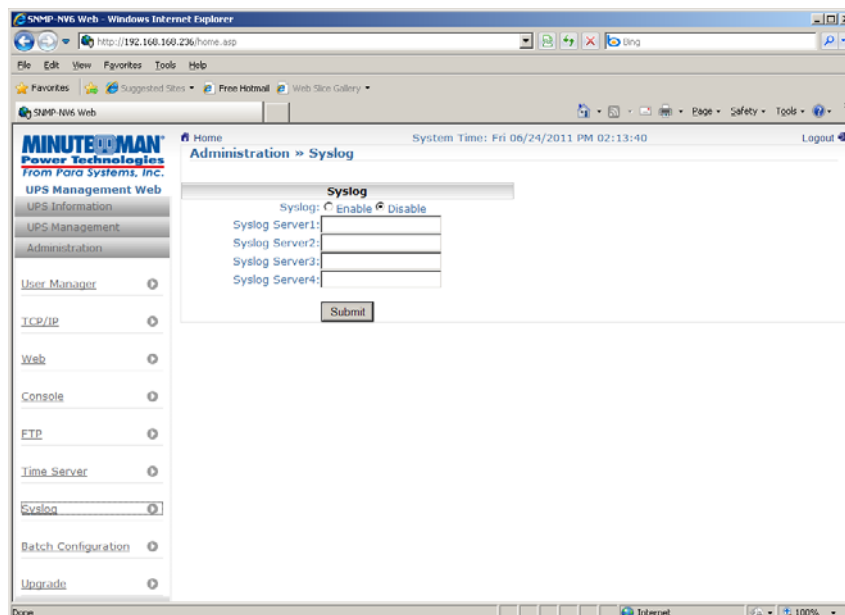 SNMP-NV6 Web - Windows Internet Explorer
http://192.168.168.236/home.asp
Bing
File Edit View Favorites Tools Help
Favorites Suggested Sites Free Hotmail Web Slice Gallery
SNMP-NV6 Web
Page Safety Tools
MINUTEMAN
Power Technologies
From Para Systems, Inc.
UPS Management Web
UPS Information
UPS Management
Administration
User Manager
TCP/IP
Web
Console
FTP
Time Server
Syslog
Batch Configuration
Upgrade
Home
System Time: Fri 06/24/2011 PM 02:13:40
Logout
Administration » Syslog
Syslog
Syslog: Enable Disable
Syslog Server1:
Syslog Server2:
Syslog Server3:
Syslog Server4:
Submit
Done
Internet
100%